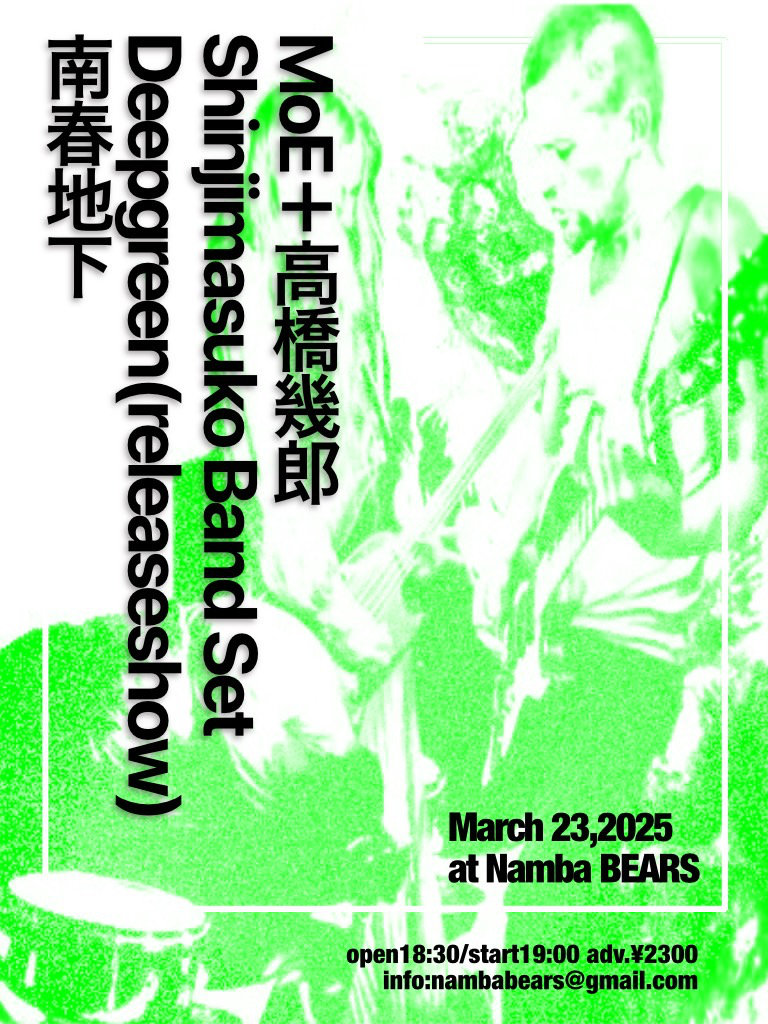 MoE＋高橋幾郎
Shinjimasuko Band Set
Deepgreen(releaseshow)
南春地下
March 23,2025
at Namba BEARS
open18:30/start19:00 adv.¥2300
info:nambabears@gmail.com